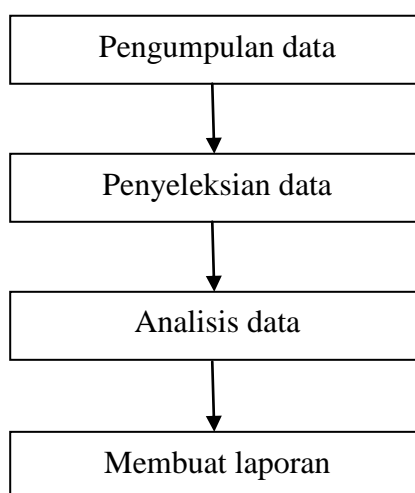 Pengumpulan data
Penyeleksian data
Analisis data
Membuat laporan